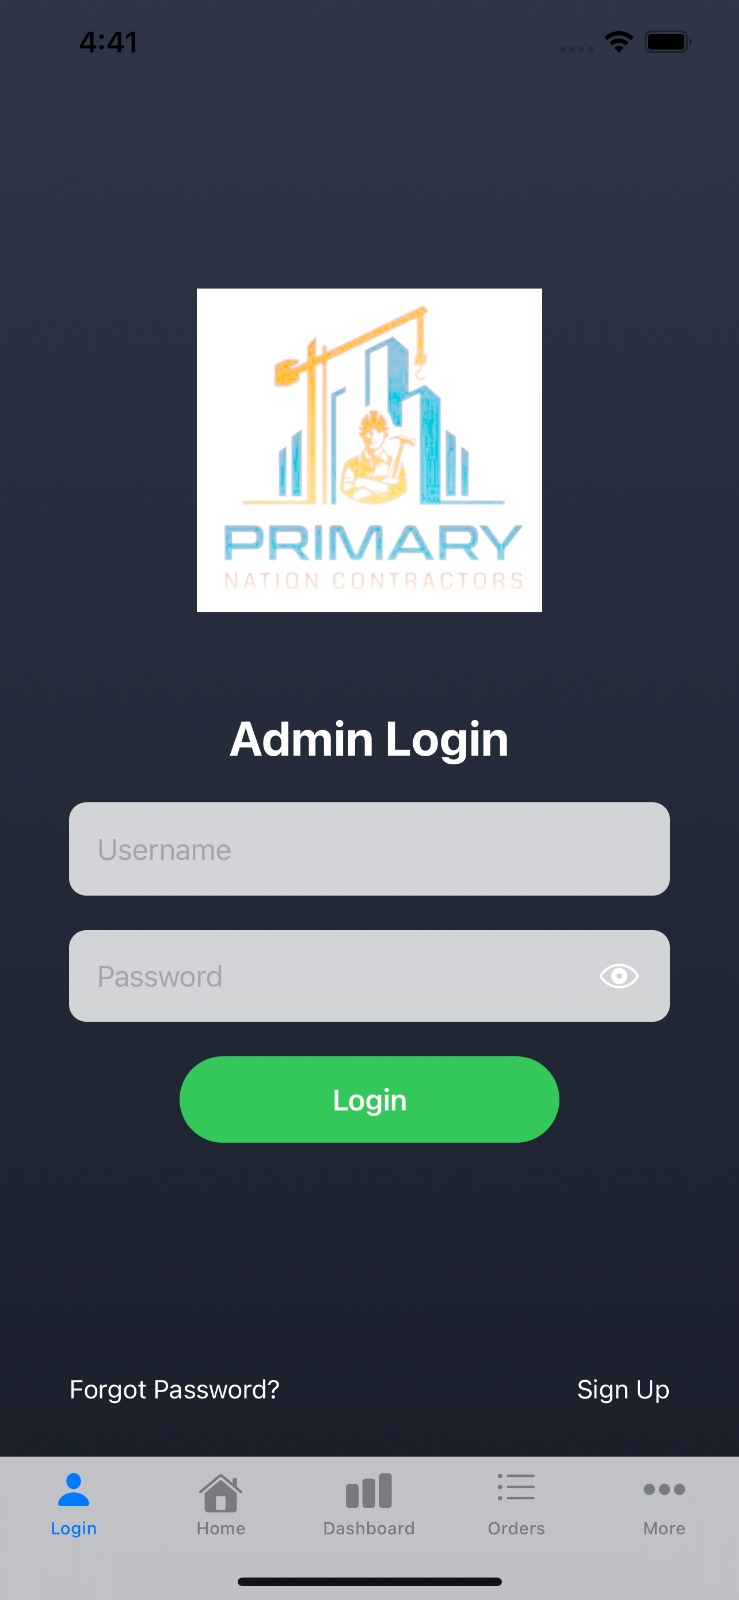 4:41
PRIMARY
NATION CONTRACTORS
Admin Login
Username
Password
Login
Forgot Password? Sign Up
Login Home Dashboard Orders More